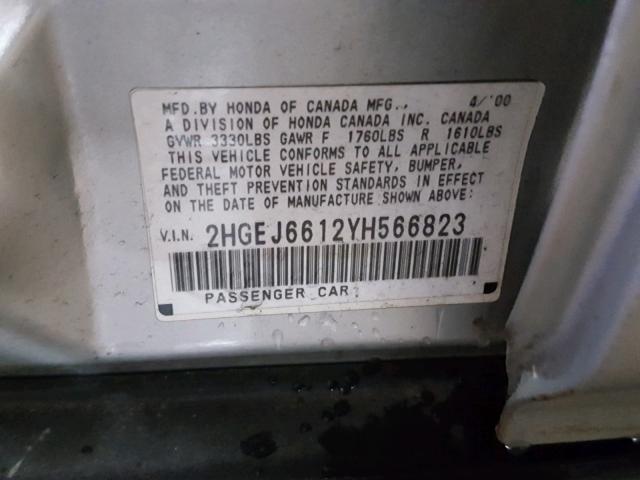 MFD.BY HONDA OF CANADA MFG., 4/'00
A DIVISION OF HONDA CANADA INC. CANADA
GVWR 3330LBS GAWR F 1760LBS R 1610LBS
THIS VEHICLE CONFORMS TO ALL APPLICABLE
FEDERAL MOTOR VEHICLE SAFETY, BUMPER,
AND THEFT PREVENTION STANDARDS IN EFFECT
ON THE DATE OF MANUFACTURE SHOWN ABOVE:
V.I.N. 2HGEJ6612YH566823
PASSENGER CAR